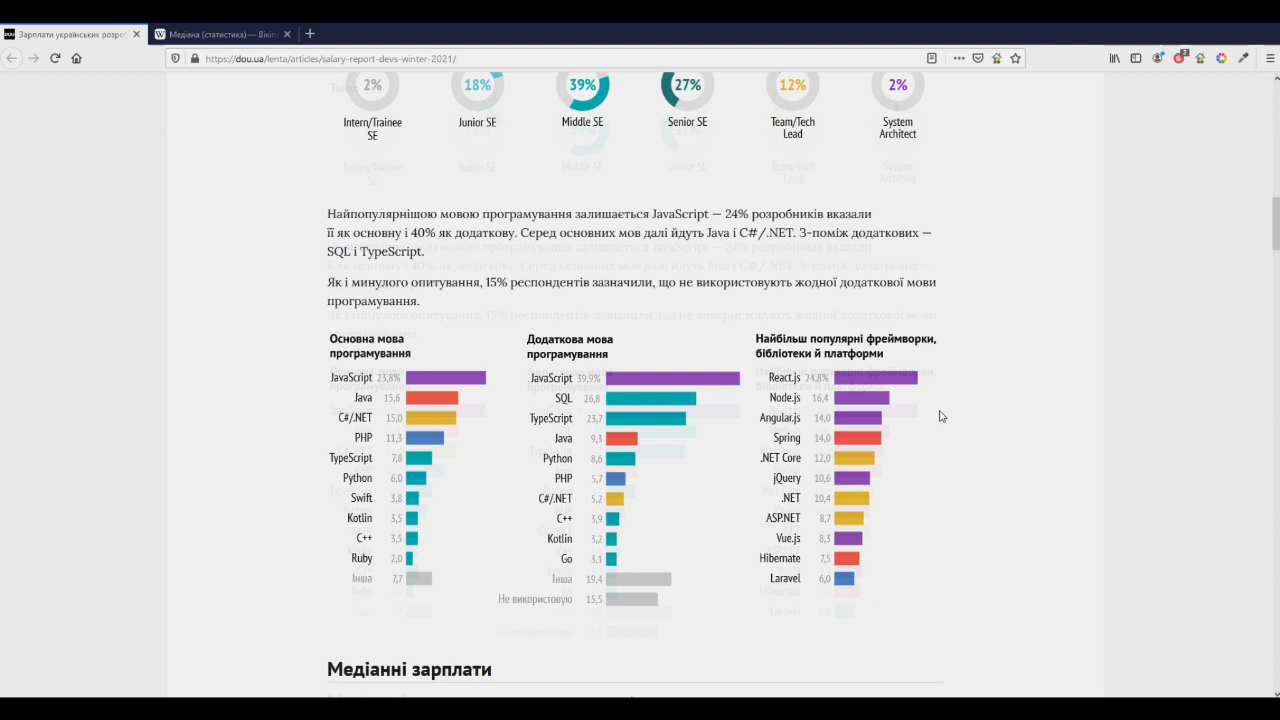 Зарплати українських розроб
Медіана (статистика) — Вікіп
https://dou.ua/lenta/articles/salary-report-devs-winter-2021/
2
2%
18%
39%
27%
12%
2%
Intern/Trainee SE
Junior SE
Middle SE
Senior SE
Team/Tech Lead
System Architect
Найпопулярнішою мовою програмування залишається JavaScript — 24% розробників вказали
її як основну і 40% як додаткову. Серед основних мов далі йдуть Java і C#/.NET. З-поміж додаткових —
SQL і TypeScript.
Як і минулого опитування, 15% респондентів зазначили, що не використовують жодної додаткової мови
програмування.
Основна мова
програмування
JavaScript 23,8%
Java 15,6
C#/.NET 15,0
PHP 11,3
TypeScript 7,8
Python 6,0
Swift 3,8
Kotlin 3,5
C++ 3,5
Ruby 2,0
Інша 7,7
Додаткова мова
програмування
JavaScript 39,9%
SQL 26,8
TypeScript 23,7
Java 9,3
Python 8,6
PHP 5,7
C#/.NET 5,2
C++ 3,9
Kotlin 3,2
Go 3,1
Інша 19,4
Не використовую 15,5
Найбільш популярні фреймворки,
бібліотеки й платформи
React.js 24,8%
Node.js 16,4
Angular.js 14,0
Spring 14,0
.NET Core 12,0
jQuery 10,6
.NET 10,4
ASP.NET 8,7
Vue.js 8,3
Hibernate 7,5
Laravel 6,0
Медіанні зарплати